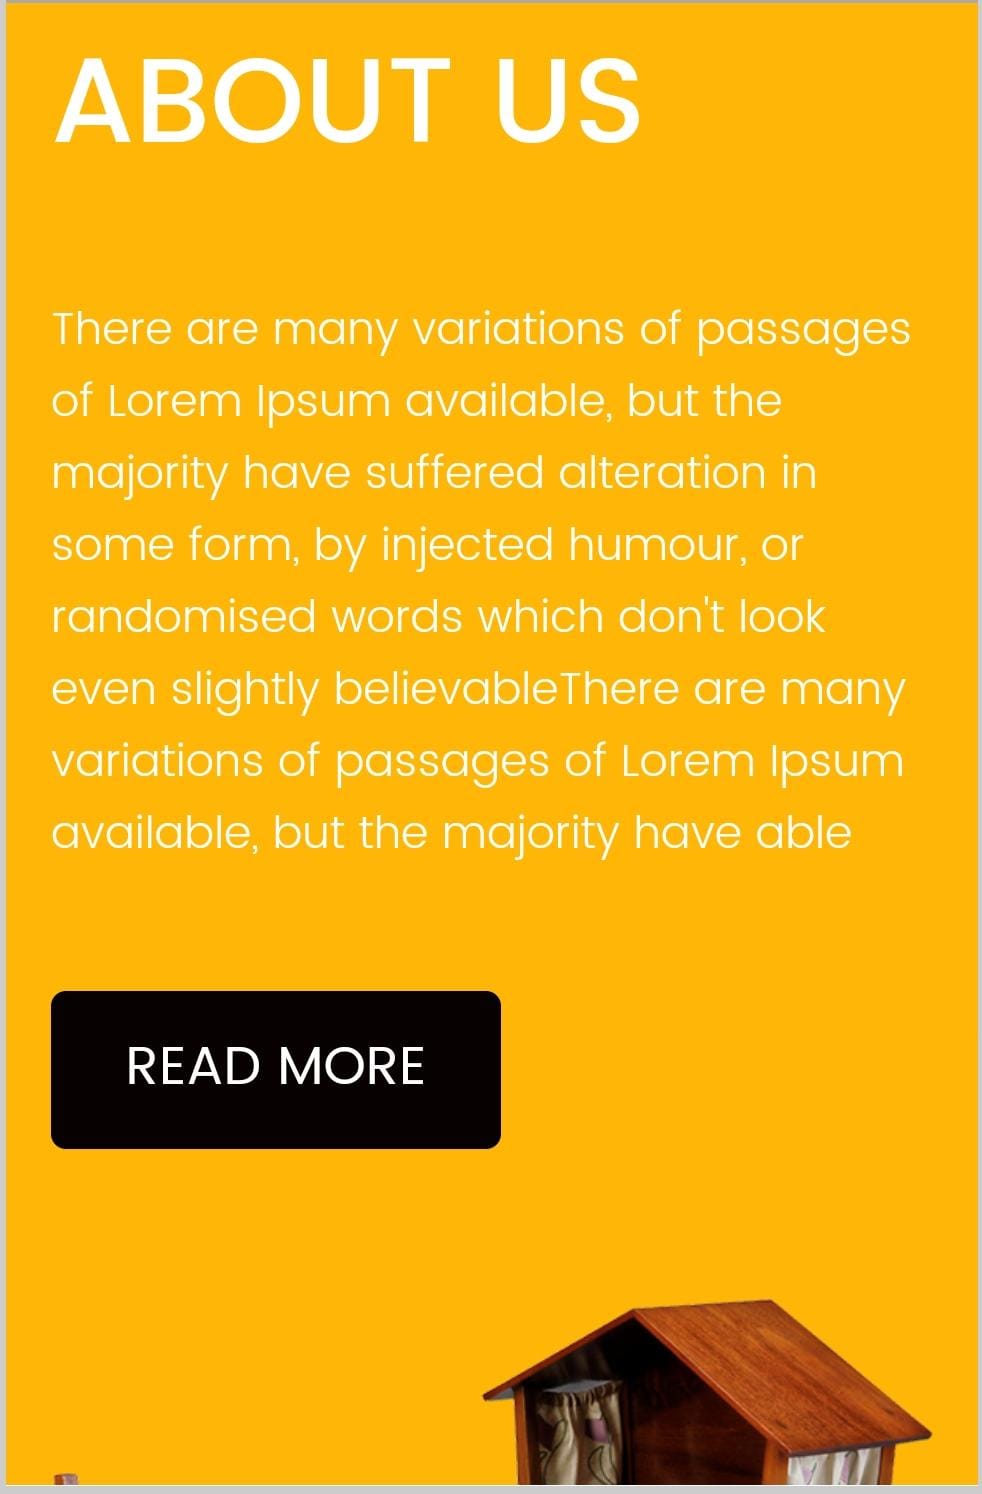 ABOUT US
There are many variations of passages
of Lorem Ipsum available, but the
majority have suffered alteration in
some form, by injected humour, or
randomised words which don't look
even slightly believableThere are many
variations of passages of Lorem Ipsum
available, but the majority have able
READ MORE